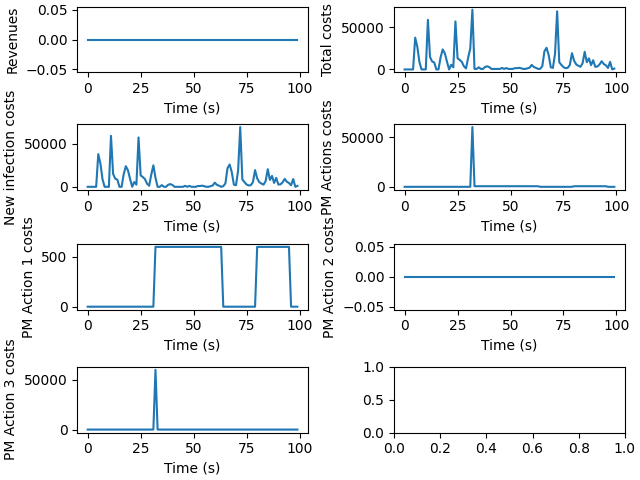 Revenues
0.05
0.00
−0.05
0 25 50 75 100
Time (s)
Total costs
50000
0
0 25 50 75 100
Time (s)
New infection costs
50000
0
0 25 50 75 100
Time (s)
PM Actions costs
50000
0
0 25 50 75 100
Time (s)
PM Action 1 costs
500
0
0 25 50 75 100
Time (s)
PM Action 2 costs
0.05
0.00
−0.05
0 25 50 75 100
Time (s)
PM Action 3 costs
50000
0
0 25 50 75 100
Time (s)
1.0
0.5
0.0
0.0 0.2 0.4 0.6 0.8 1.0